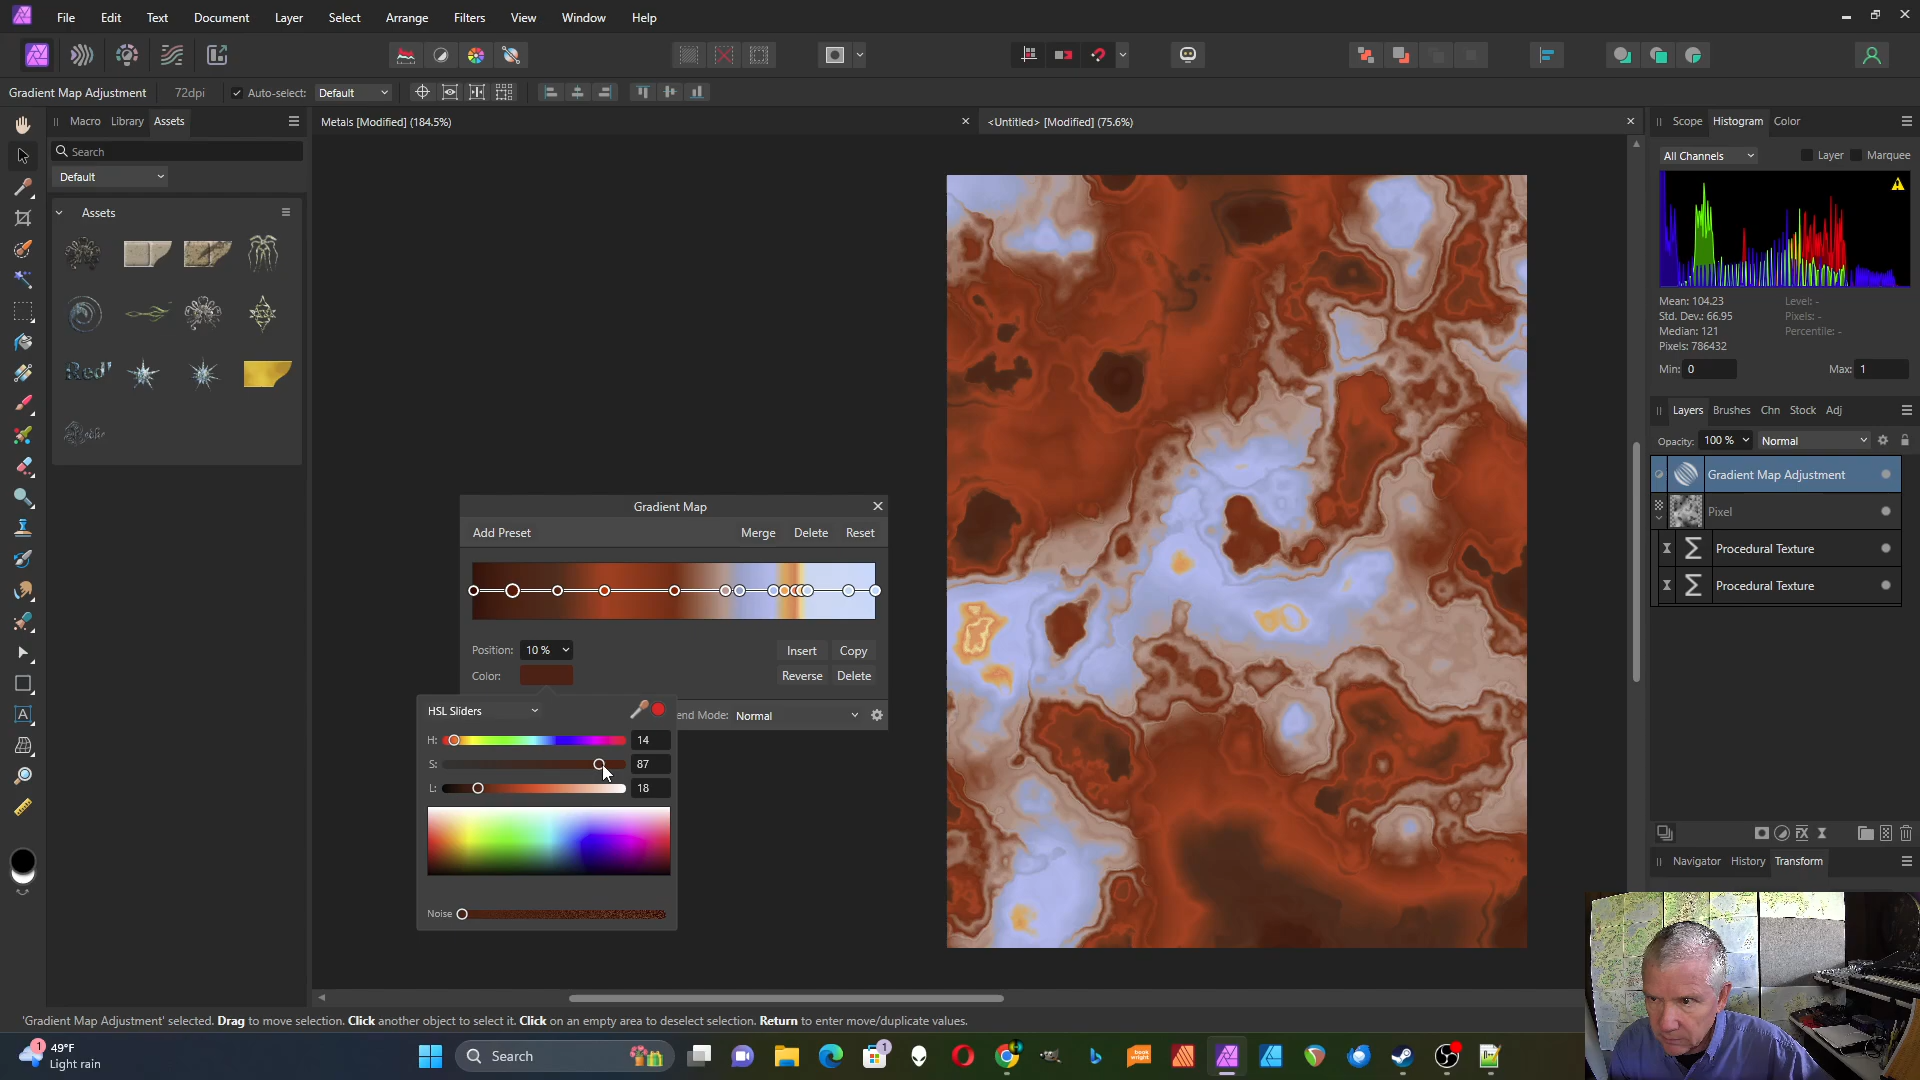 File Edit Text Document Layer Select Arrange Filters View Window Help
Gradient Map Adjustment 72dpi Auto-select: Default
Macro Library Assets
Metals [Modified] (184.5%)
<Untitled> [Modified] (75.6%)
Scope Histogram Color
Search
Default
Assets
All Channels Layer Marquee
Mean: 104.23 Level: -
Std. Dev.: 66.95 Pixels: -
Median: 121 Percentile: -
Pixels: 786432
Min: 0 Max: 1
Red
Layers Brushes Chn Stock Adj
Opacity: 100 % Normal
Gradient Map Adjustment
Pixel
Procedural Texture
Procedural Texture
Gradient Map
Add Preset Merge Delete Reset
Position: 10 % Insert Copy
Color: Reverse Delete
HSL Sliders
end Mode: Normal
H: 14
S: 87
L: 18
Noise
Navigator History Transform
'Gradient Map Adjustment' selected. Drag to move selection. Click another object to select it. Click on an empty area to deselect selection. Return to enter move/duplicate values.
1 49°F
Light rain
Search
1